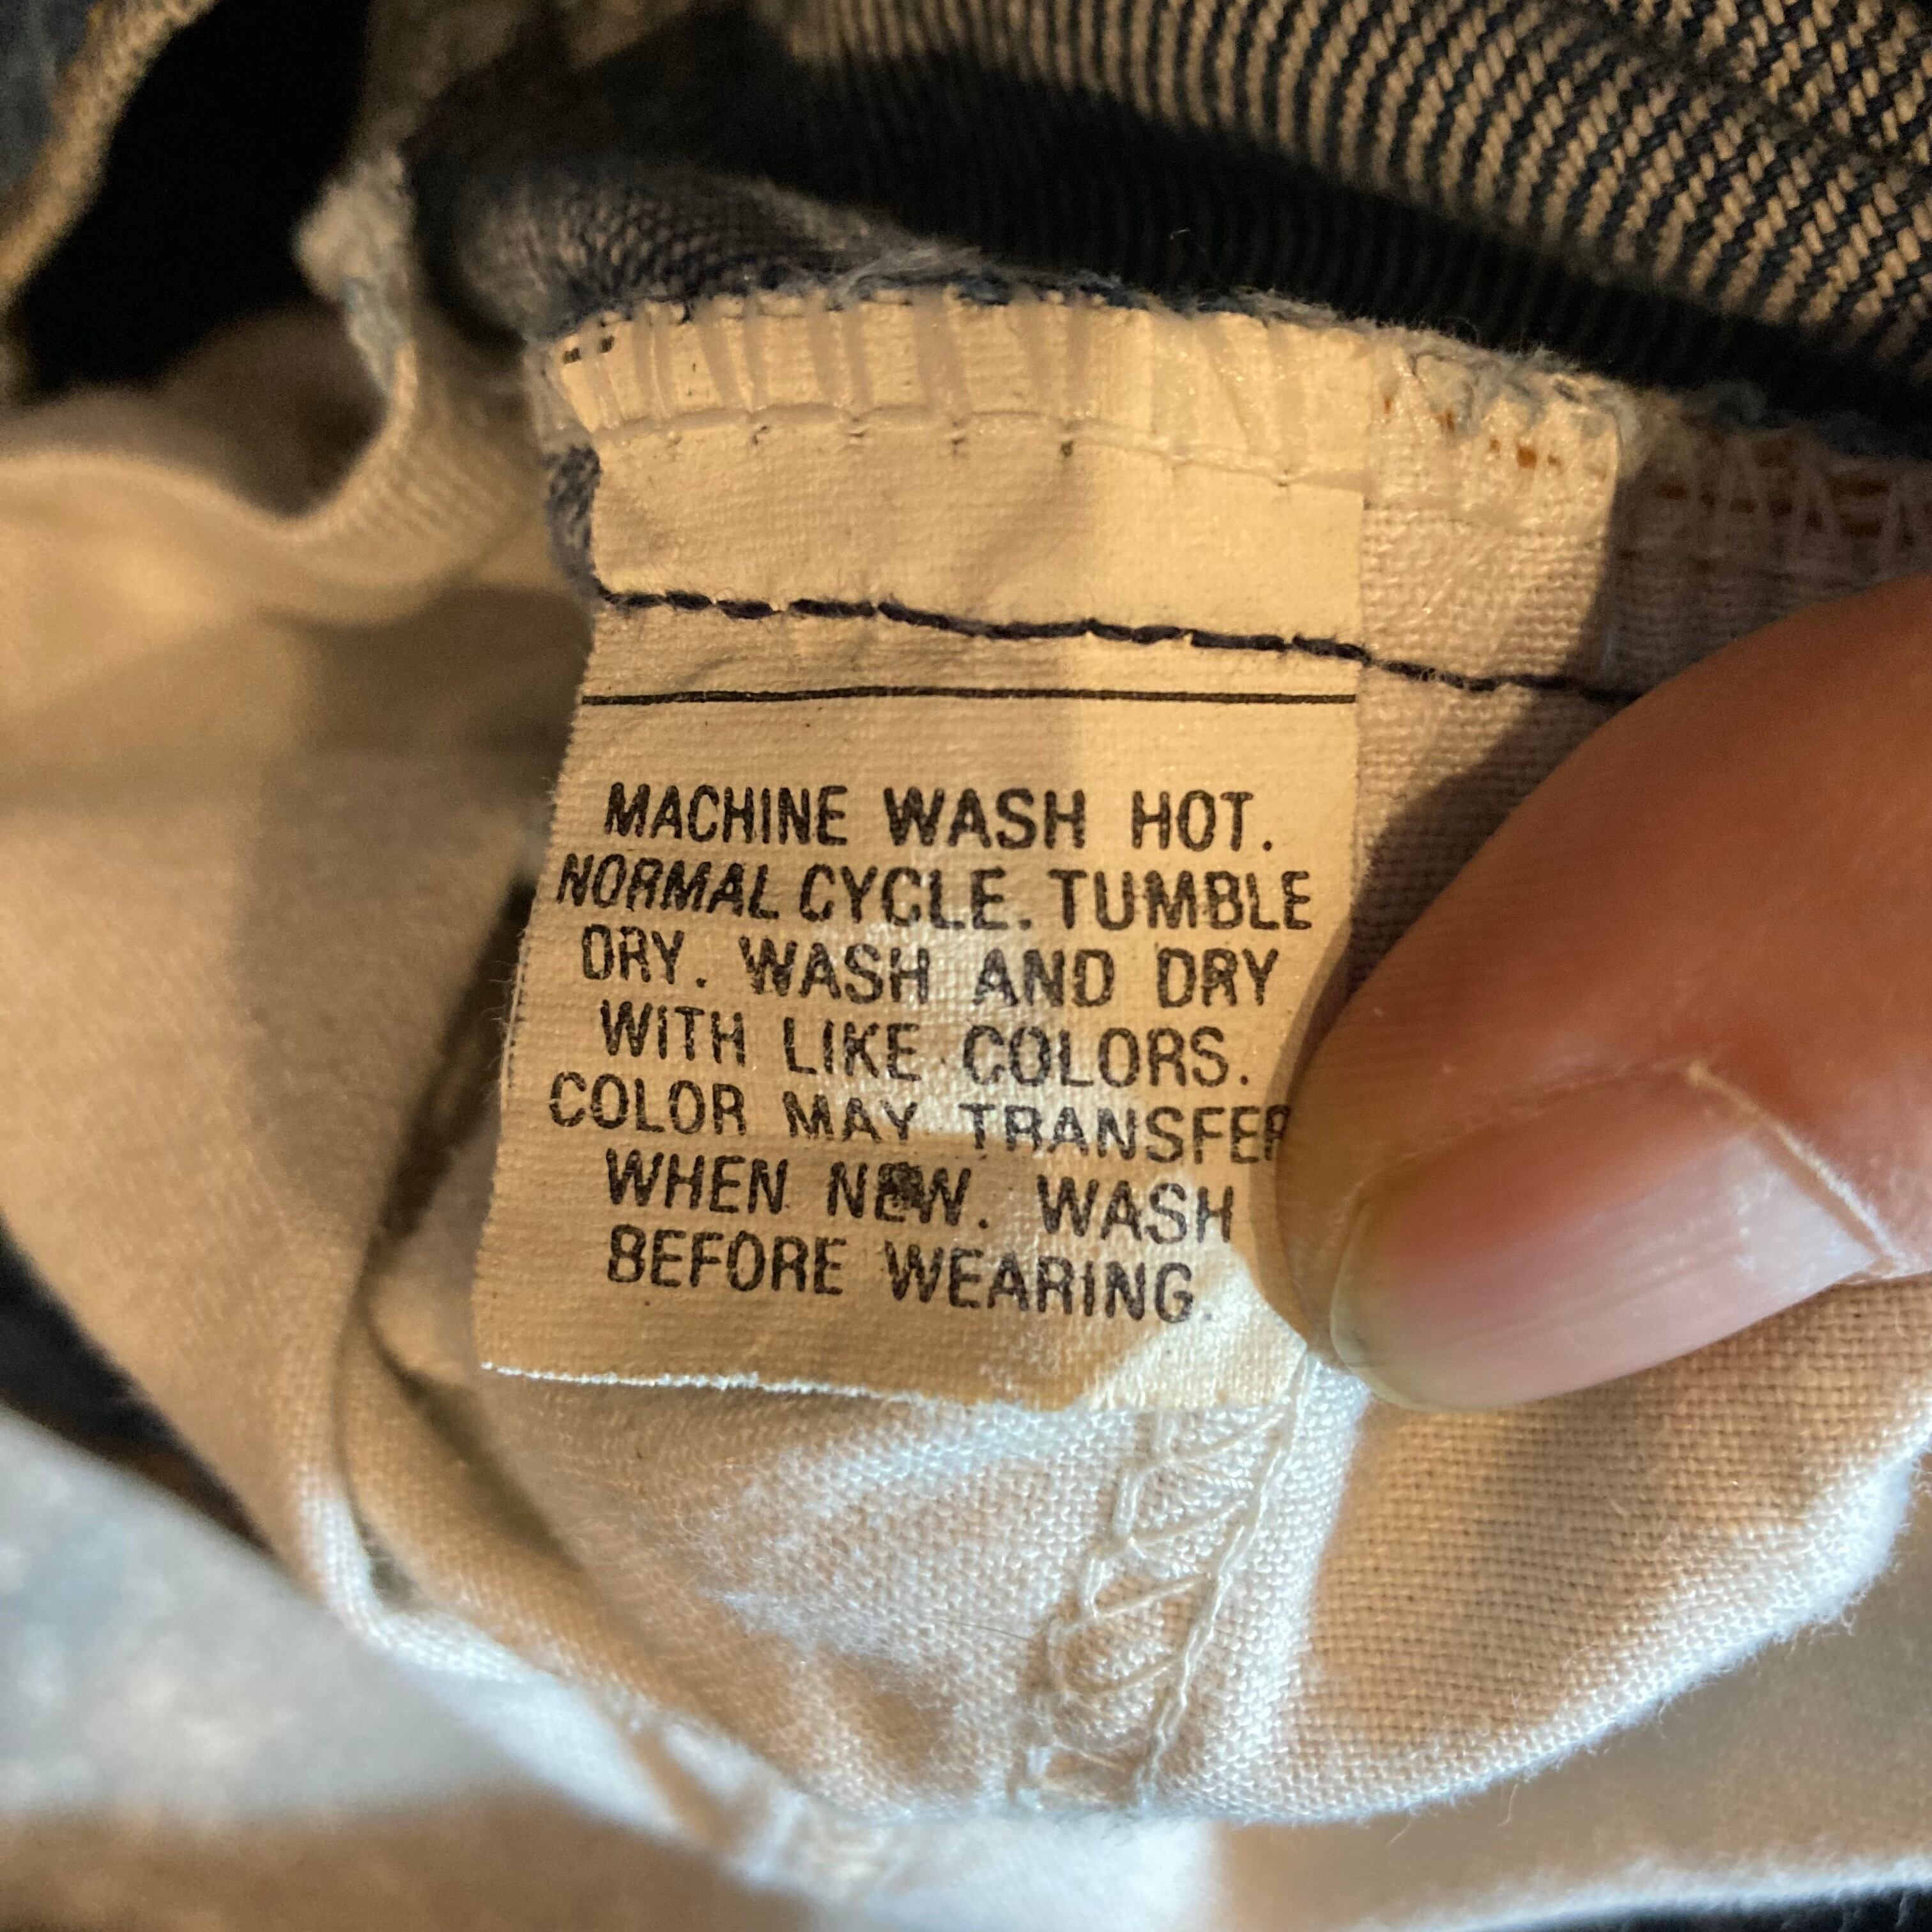 MACHINE WASH HOT.
NORMAL CYCLE. TUMBLE
DRY. WASH AND DRY
WITH LIKE COLORS.
COLOR MAY TRANSFER
WHEN NEW. WASH
BEFORE WEARING.